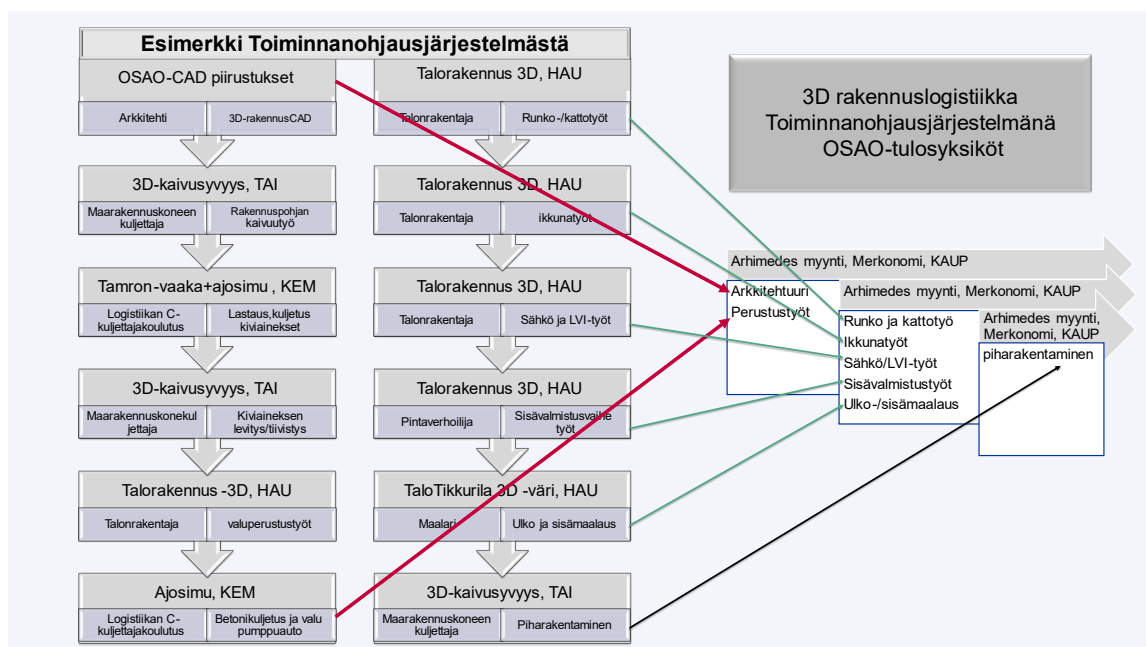 Esimerkki Toiminnanohjausjärjestelmästä
OSAO-CAD piirustukset
Arkkitehti
3D-rakennusCAD
3D-kaivusyvyys, TAI
Maarakennuskoneen
kuljettaja
Rakennuspohjan
kaivuutyö
Tamron-vaaka+ajosimu , KEM
Logistiikan C-
kuljettajakoulutus
Lastaus,kuljetus
kiviainekset
3D-kaivusyvyys, TAI
Maarakennuskonekul
jettaja
Kiviaineksen
levitys/tiivistys
Talorakennus -3D, HAU
Talonrakentaja
valuperustustyöt
Ajosimu, KEM
Logistiikan C-
kuljettajakoulutus
Betonikuljetus ja valu
pumppuauto
Talorakennus 3D, HAU
Talonrakentaja
Runko-/kattotyöt
Talorakennus 3D, HAU
Talonrakentaja
ikkunatyöt
Talorakennus 3D, HAU
Talonrakentaja
Sähkö ja LVI-työt
Talorakennus 3D, HAU
Pintaverhoilija
Sisävalmistusvaihe
työt
TaloTikkurila 3D -väri, HAU
Maalari
Ulko ja sisämaalaus
3D-kaivusyvyys, TAI
Maarakennuskoneen
kuljettaja
Piharakentaminen
3D rakennuslogistiikka
Toiminnanohjausjärjestelmänä
OSAO-tulosyksiköt
Arhimedes myynti, Merkonomi, KAUP
Arkkitehtuuri
Perustustyöt
Arhimedes myynti, Merkonomi, KAUP
Runko ja kattotyö
Ikkunatyöt
Sähkö/LVI-työt
Sisävalmistustyöt
Ulko-/sisämaalaus
Arhimedes myynti,
Merkonomi, KAUP
piharakentaminen